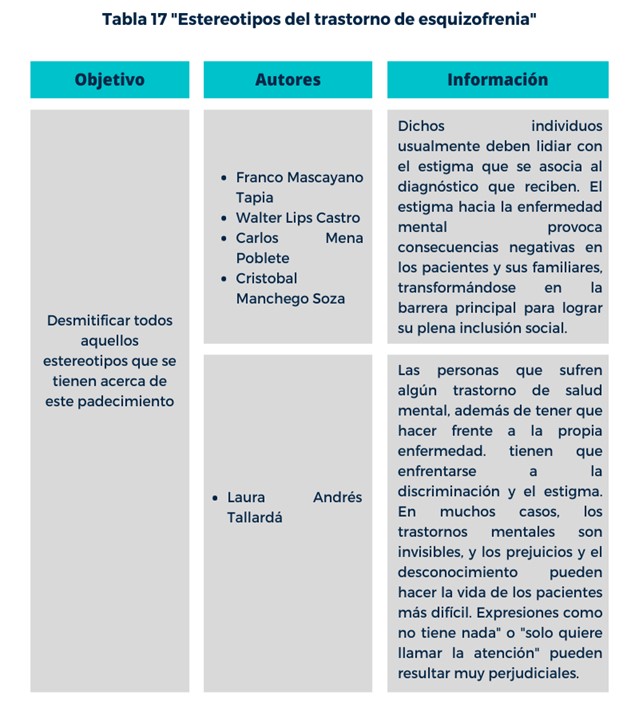 Tabla 17 "Estereotipos del trastorno de esquizofrenia"
Objetivo
Autores
Información
Desmitificar todos
aquellos
estereotipos que se
tienen acerca de
este padecimiento
• Franco Mascayano
Tapia
• Walter Lips Castro
• Carlos Mena
Poblete
• Cristobal
Manchego Soza
Dichos individuos
usualmente deben lidiar con
el estigma que se asocia al
diagnóstico que reciben. El
estigma hacia la enfermedad
mental provoca
consecuencias negativas en
los pacientes y sus familiares,
transformándose en la
barrera principal para lograr
su plena inclusión social.
• Laura Andrés
Tallardá
Las personas que sufren
algún trastorno de salud
mental, además de tener que
hacer frente a la propia
enfermedad. tienen que
enfrentarse a la
discriminación y el estigma.
En muchos casos, los
trastornos mentales son
invisibles, y los prejuicios y el
desconocimiento pueden
hacer la vida de los pacientes
más difícil. Expresiones como
no tiene nada" o "solo quiere
llamar la atención" pueden
resultar muy perjudiciales.